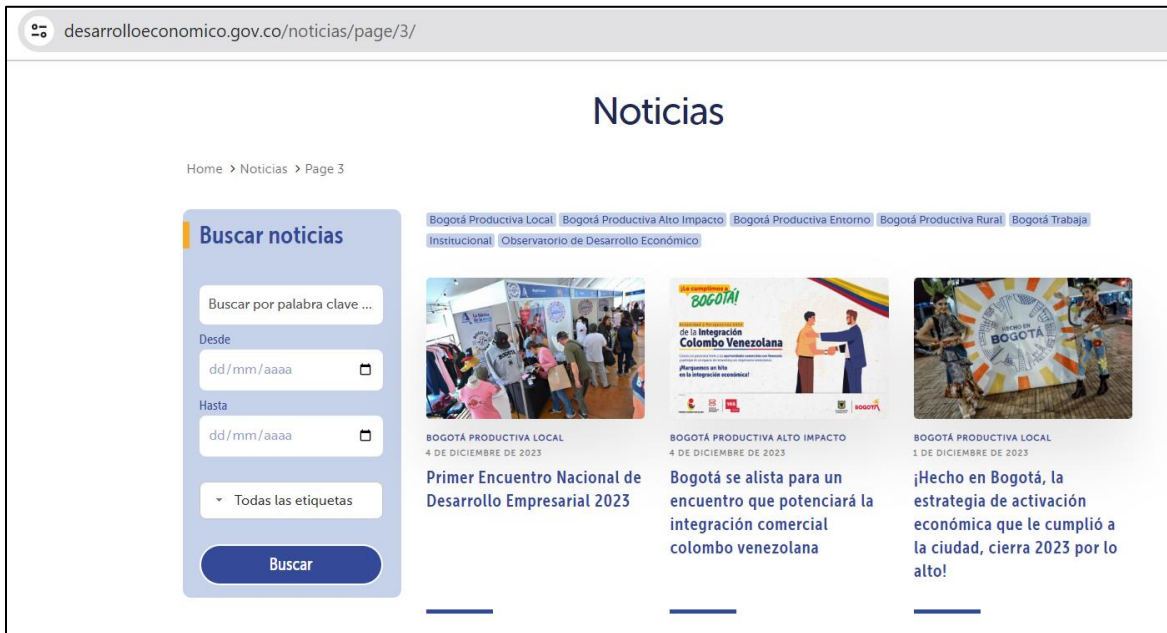 desarrolloeconomico.gov.co/noticias/page/3/
Noticias
Home > Noticias > Page 3
Buscar noticias
Buscar por palabra clave ...
Desde
dd/mm/aaaa
Hasta
dd/mm/aaaa
Todas las etiquetas
Buscar
Bogotá Productiva Local Bogotá Productiva Alto Impacto Bogotá Productiva Entorno Bogotá Productiva Rural Bogotá Trabaja
Institucional Observatorio de Desarrollo Económico
BOGOTÁ PRODUCTIVA LOCAL
4 DE DICIEMBRE DE 2023
Primer Encuentro Nacional de
Desarrollo Empresarial 2023
¡Le cumplimos a
BOGOTÁ!
de la Integración
Colombo Venezolana
¡Marquemos un hito
en la integración económica!
BOGOTÁ
BOGOTÁ PRODUCTIVA ALTO IMPACTO
4 DE DICIEMBRE DE 2023
Bogotá se alista para un
encuentro que potenciará la
integración comercial
colombo venezolana
HECHO EN
BOGOTÁ
BOGOTÁ PRODUCTIVA LOCAL
1 DE DICIEMBRE DE 2023
¡Hecho en Bogotá, la
estrategia de activación
económica que le cumplió a
la ciudad, cierra 2023 por lo
alto!